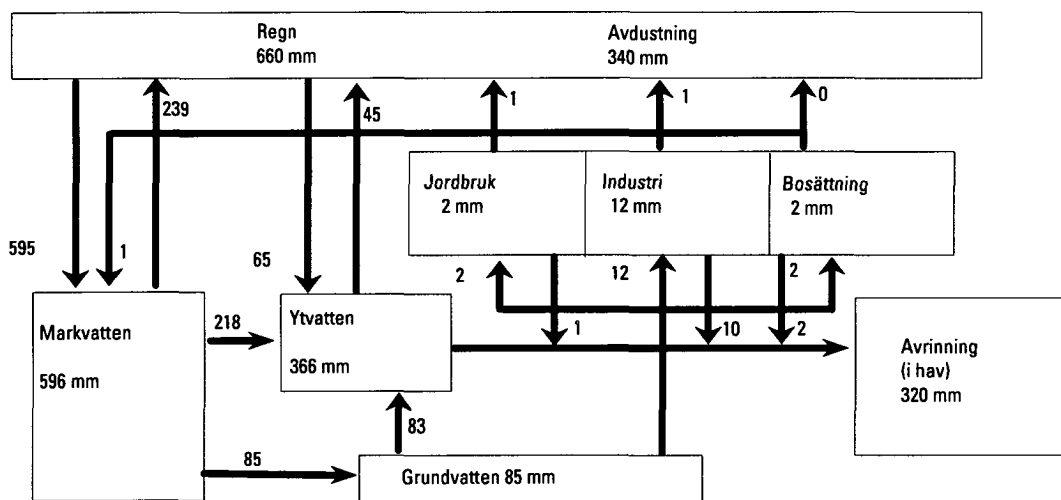 Regn
660 mm
Avdustning
340 mm
239
45
1
1
0
Jordbruk
2 mm
Industri
12 mm
Bosättning
2 mm
595
1
65
2
12
2
Markvatten
596 mm
218
Ytvatten
366 mm
1
10
2
Avrinning
(i hav)
320 mm
83
85
Grundvatten 85 mm